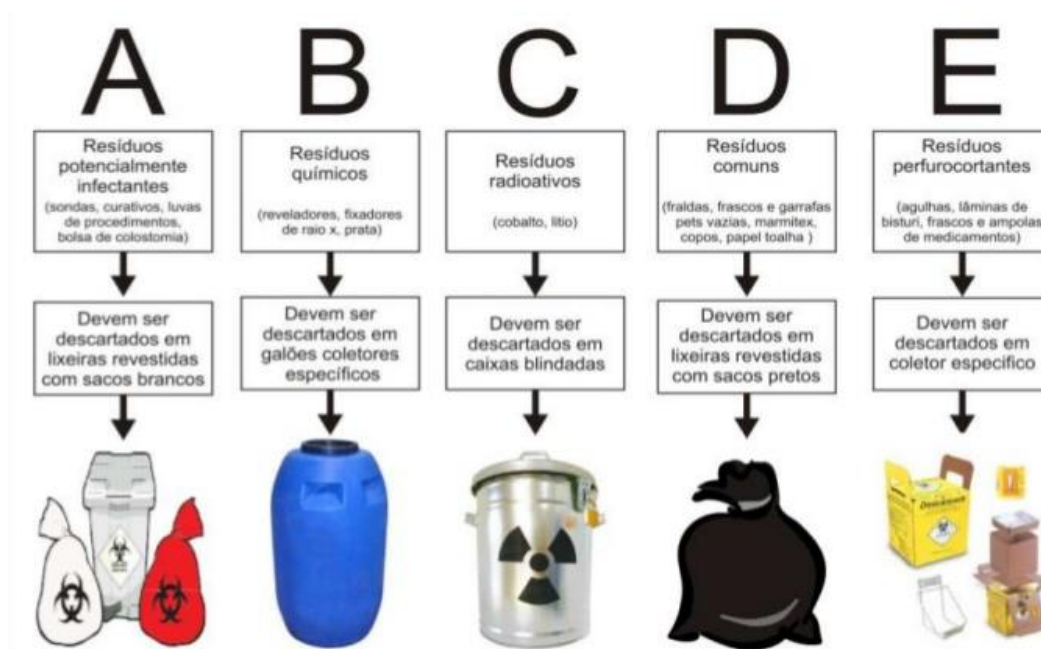 A
B
C
D
E
Resíduos
potencialmente
infectantes
(sondas, curativos, luvas
de procedimentos,
bolsa de colostomia)
Resíduos
químicos
(reveladores, fixadores
de raio x, prata)
Resíduos
radioativos
(cobalto, litio)
Resíduos
comuns
(fraldas, frascos e garrafas
pets vazias, marmitex,
copos, papel toalha )
Resíduos
perfurocortantes
(agulhas, lâminas de
bisturi, frascos e ampolas
de medicamentos)
Devem ser
descartados em
lixeiras revestidas
com sacos brancos
Devem ser
descartados em
galões coletores
específicos
Devem ser
descartados em
caixas blindadas
Devem ser
descartados em
lixeiras revestidas
com sacos pretos
Devem ser
descartados em
coletor especifico